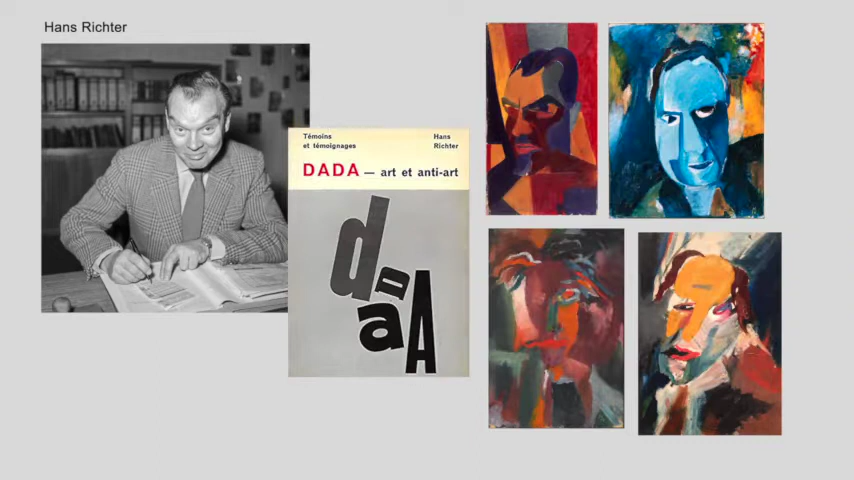 Hans Richter
Témoins
et témoignages
Hans
Richter
DADA — art et anti-art
dada